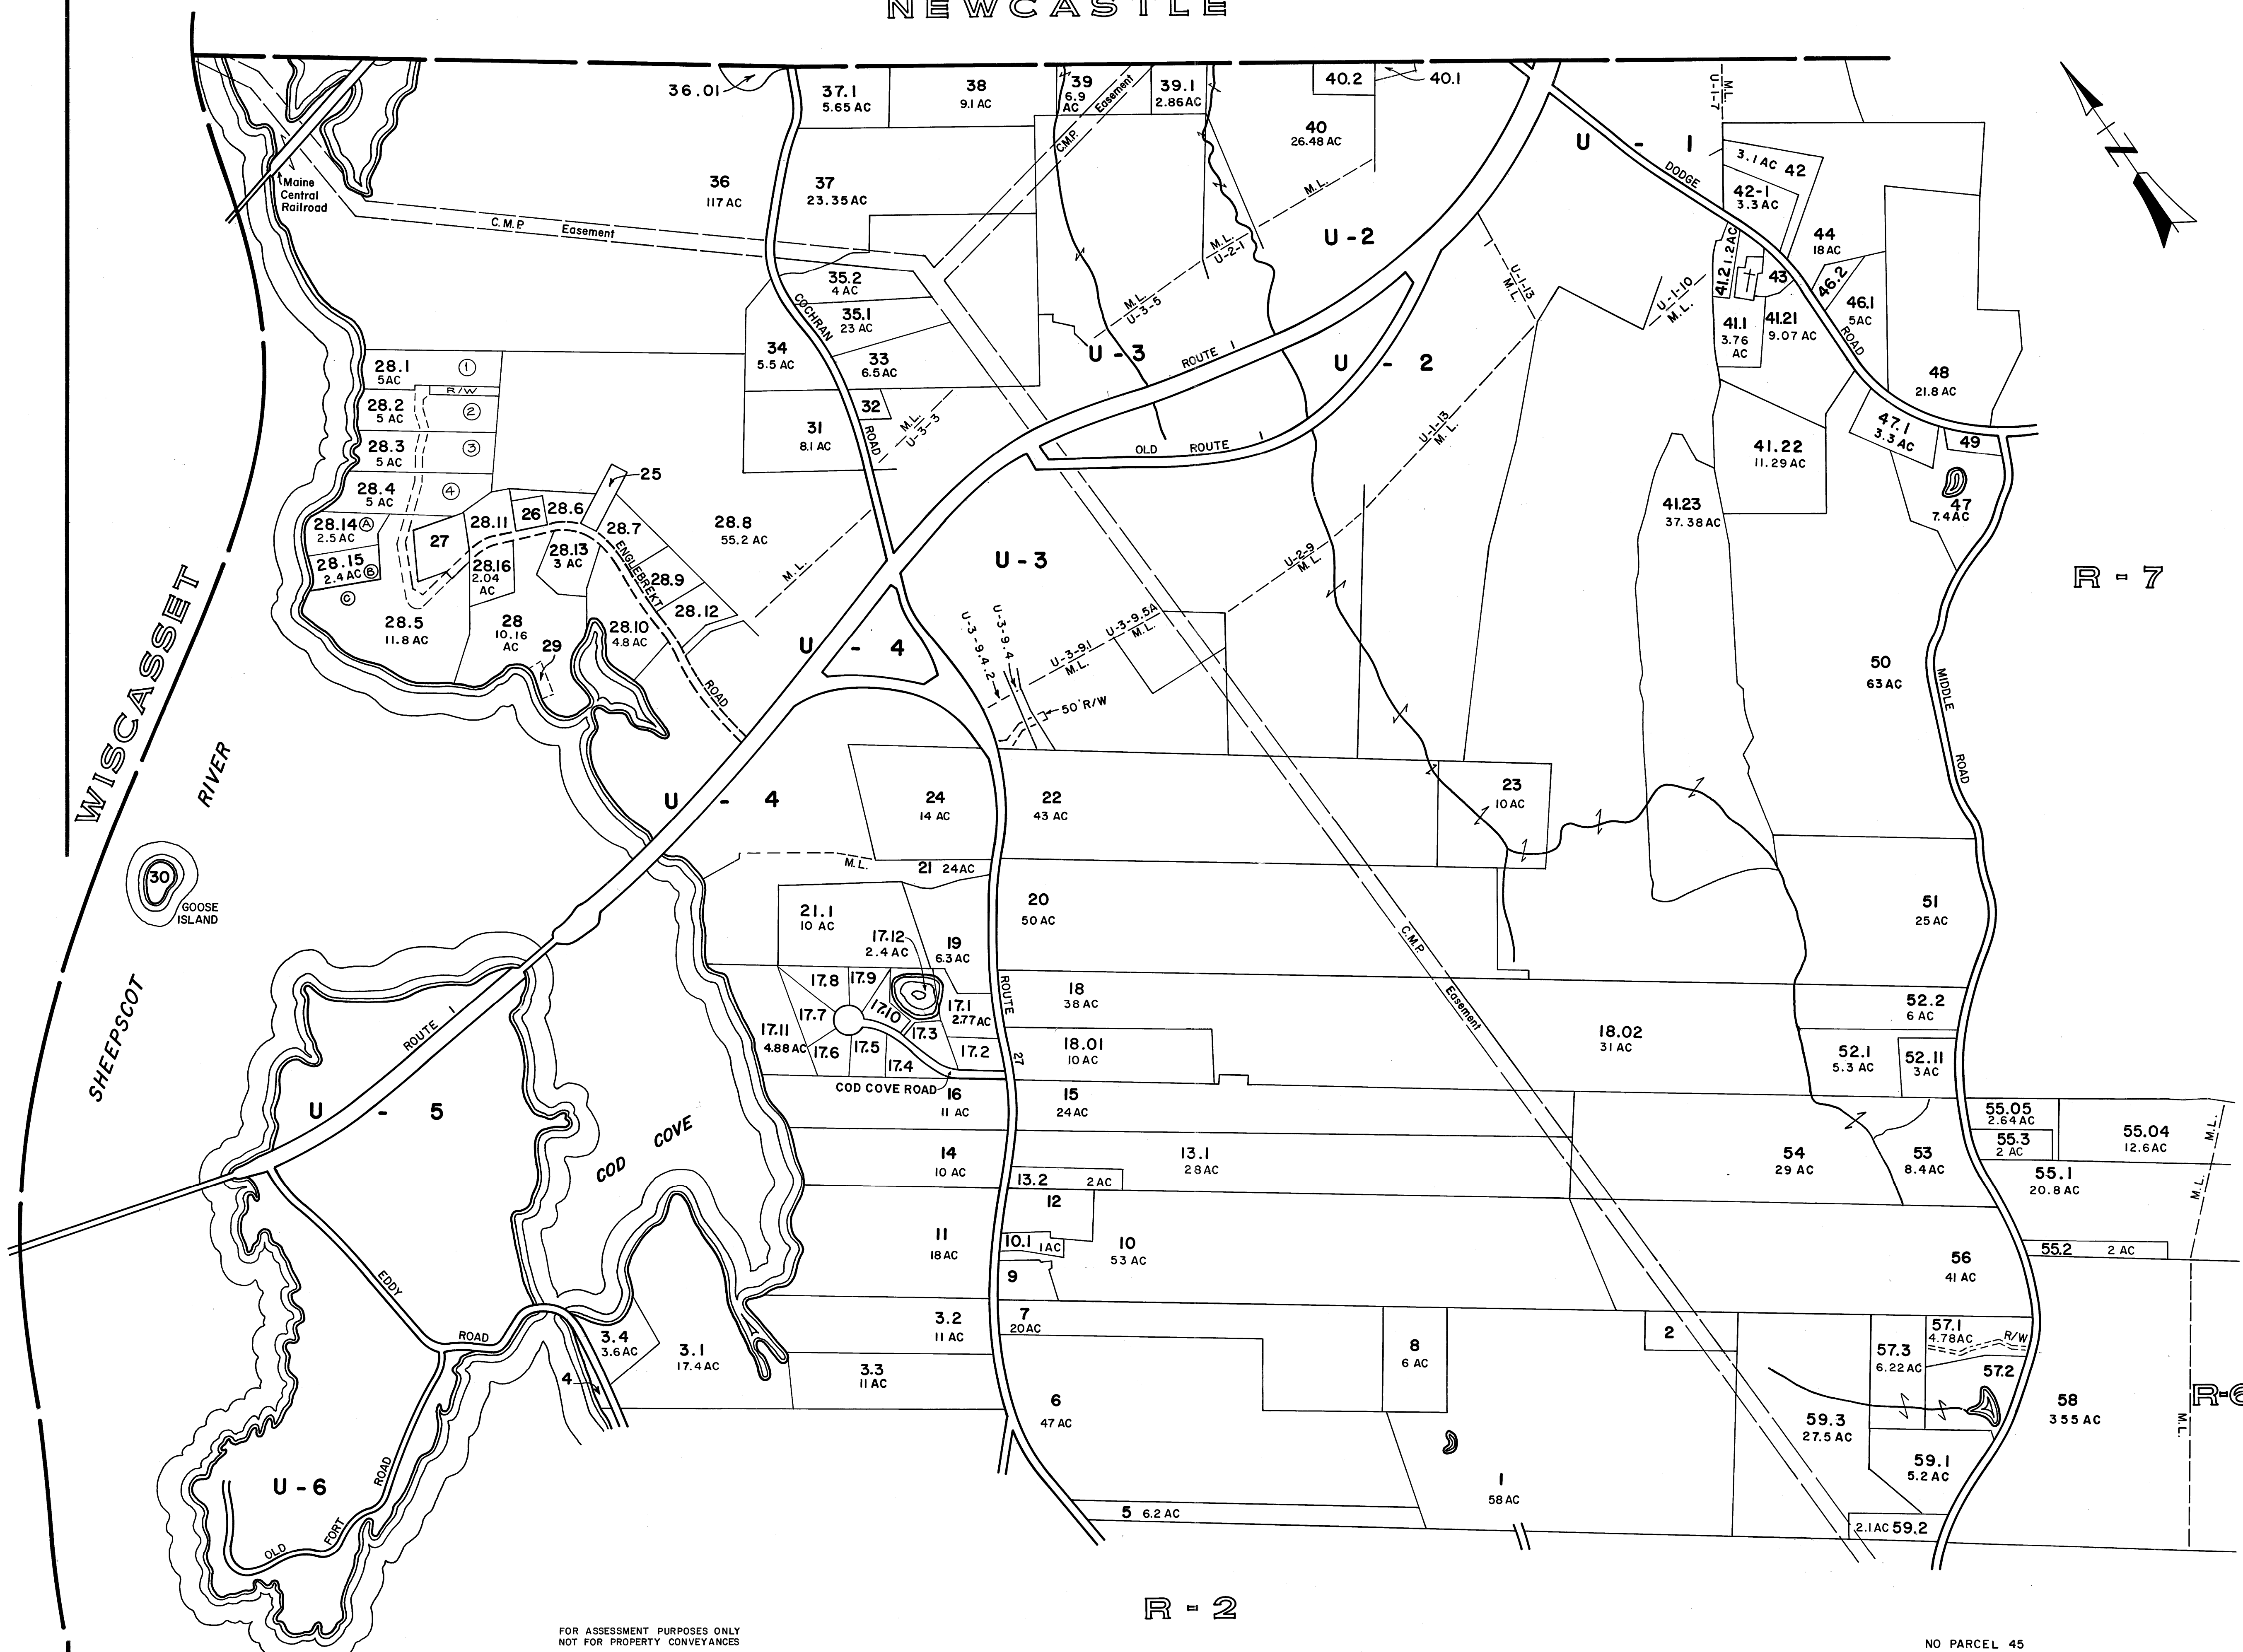 NEWCASTLE
36.01
37.1
5.65 AC
38
9.1 AC
39
6.9
AC
Easement
C.M.P.
39.1
2.86 AC
40.2
40.1
40
26.48 AC
M.L.
U-1-7
U - 1
DODGE
3.1 AC 42
42-1
3.3 AC
N
Maine
Central
Railroad
36
117 AC
37
23.35 AC
C.M.P. Easement
M.L.
M.L.
U-2-1
U-2
44
18 AC
41.2 1.2 AC
43
46.2
46.1
5 AC
35.2
4 AC
COCHRAN
35.1
23 AC
M.L.
U-3-5
U-1-13
M.L.
U-1-10
M.L.
41.1
3.76
AC
41.21
9.07 AC
ROAD
34
5.5 AC
33
6.5 AC
U-3
ROUTE 1
U - 2
48
21.8 AC
28.1
5 AC
1
R/W
28.2
5 AC
2
28.3
5 AC
3
28.4
5 AC
4
32
31
8.1 AC
ROAD
M.L.
U-3-3
OLD ROUTE 1
U-1-13
M.L.
47.1
3.3 AC
49
41.22
11.29 AC
47
7.4 AC
41.23
37.38 AC
25
28.14 A
2.5 AC
28.15
2.4 AC B
C
27
28.11
26
28.6
28.7
28.8
55.2 AC
28.13
3 AC
28.16
2.04
AC
ENGLEBREKT
28.9
28.12
M.L.
U-3
U-2-9
M.L.
R - 7
WISCASSET
28.5
11.8 AC
28
10.16
AC
29
28.10
4.8 AC
ROAD
U - 4
U-3-9.4.2
U-3-9.4
U-3-9.1
M.L.
U-3-9.5A
M.L.
50' R/W
50
63 AC
MIDDLE
ROAD
RIVER
U - 4
24
14 AC
22
43 AC
23
10 AC
30
GOOSE
ISLAND
M.L.
21 24 AC
21.1
10 AC
20
50 AC
51
25 AC
17.12
2.4 AC
19
6.3 AC
C.M.P.
Easement
SHEEPSCOT
ROUTE 1
17.8
17.9
17.10
17.1
2.77 AC
17.7
17.11
4.88 AC
17.6
17.5
17.4
17.3
17.2
ROUTE
27
18
38 AC
18.01
10 AC
18.02
31 AC
52.2
6 AC
52.1
5.3 AC
52.11
3 AC
COD COVE ROAD
16
11 AC
15
24 AC
U - 5
COD COVE
14
10 AC
13.1
28 AC
13.2 2 AC
54
29 AC
53
8.4 AC
55.05
2.64 AC
55.3
2 AC
55.04
12.6 AC
M.L.
55.1
20.8 AC
M.L.
12
11
18 AC
10.1 1 AC
10
53 AC
9
56
41 AC
55.2 2 AC
EDDY
ROAD
3.4
3.6 AC
3.1
17.4 AC
4
3.2
11 AC
3.3
11 AC
7
20 AC
8
6 AC
2
57.1
4.78 AC
R/W
57.3
6.22 AC
57.2
58
355 AC
R-6
M.L.
6
47 AC
59.3
27.5 AC
59.1
5.2 AC
1
58 AC
5 6.2 AC
2.1 AC 59.2
U-6
OLD FORT ROAD
R - 2
FOR ASSESSMENT PURPOSES ONLY
NOT FOR PROPERTY CONVEYANCES
NO PARCEL 45